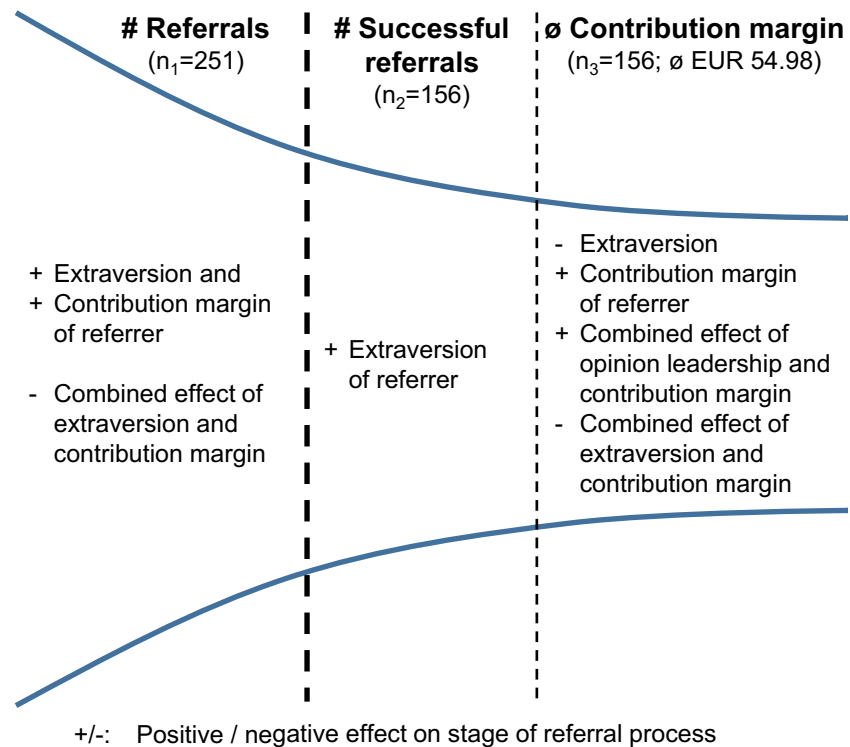 # Referrals
(n₁=251)
# Successful
referrals
(n₂=156)
ø Contribution margin
(n₃=156; ø EUR 54.98)
+ Extraversion and
+ Contribution margin
of referrer
- Combined effect of
extraversion and
contribution margin
+ Extraversion
of referrer
- Extraversion
+ Contribution margin
of referrer
+ Combined effect of
opinion leadership and
contribution margin
- Combined effect of
extraversion and
contribution margin
+/-: Positive / negative effect on stage of referral process